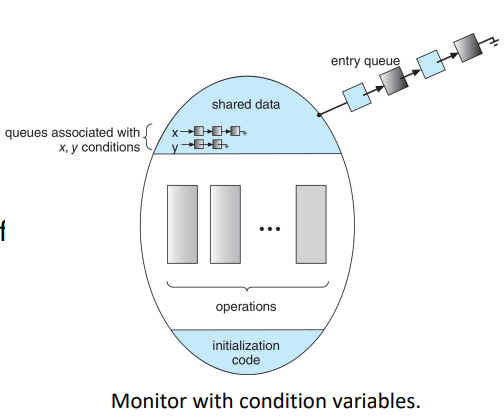 entry queue
shared data
queues associated with
x, y conditions
x
y
f
...
operations
initialization
code
Monitor with condition variables.